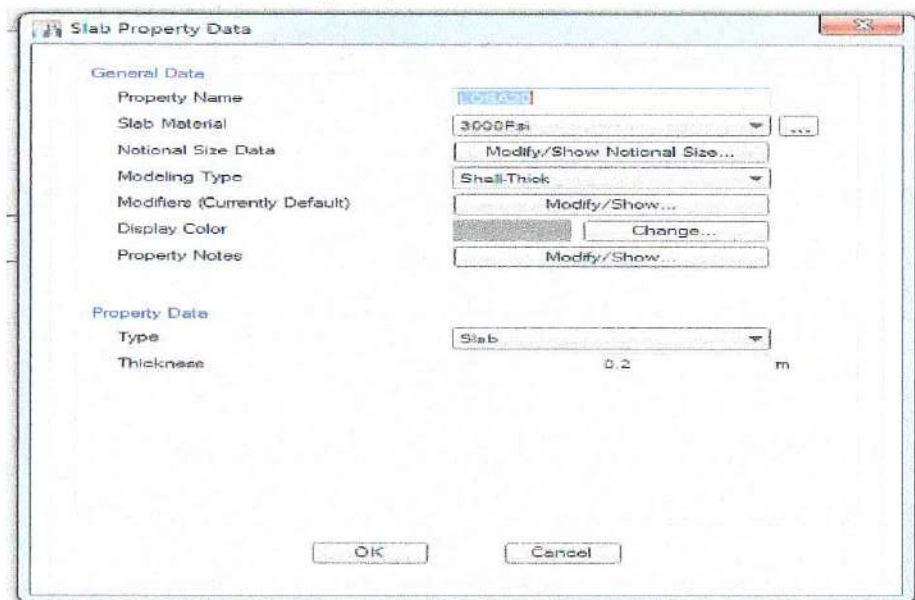 Slab Property Data
General Data
Property Name LOSA20
Slab Material 3000Psi ...
Notional Size Data Modify/Show Notional Size...
Modeling Type Shell-Thick
Modifiers (Currently Default) Modify/Show...
Display Color Change...
Property Notes Modify/Show...
Property Data
Type Slab
Thickness 0.2 m
OK Cancel